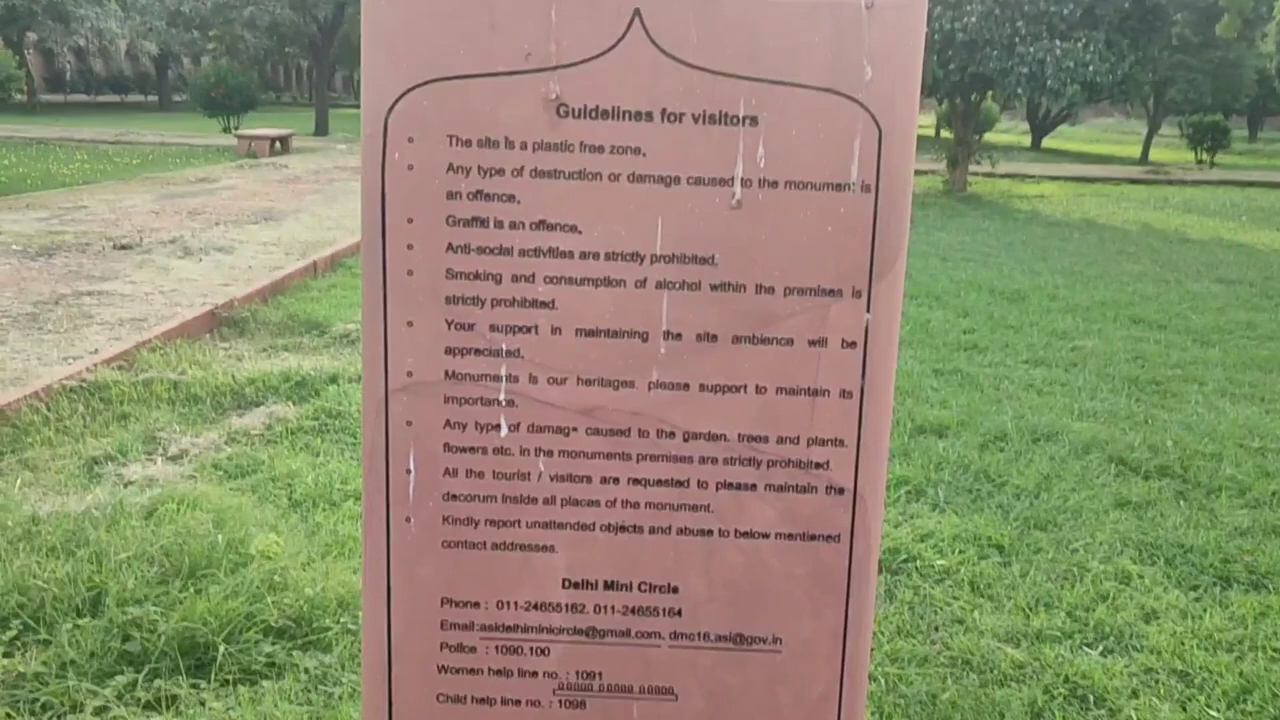 Guidelines for visitors
The site is a plastic free zone.
Any type of destruction or damage caused to the monument is
an offence.
Graffiti is an offence.
Anti-social activities are strictly prohibited.
Smoking and consumption of alcohol within the premises is
strictly prohibited.
Your support in maintaining the site ambience will be
appreciated.
Monuments is our heritages, please support to maintain its
importance.
Any type of damage caused to the garden, trees and plants,
flowers etc. in the monuments premises are strictly prohibited.
All the tourist / visitors are requested to please maintain the
decorum inside all places of the monument.
Kindly report unattended objects and abuse to below mentioned
contact addresses.
Delhi Mini Circle
Phone : 011-24655162, 011-24655164
Email:asidelhiminicircle@gmail.com, dmc16.asi@gov.in
Police : 1090,100
Women help line no. : 1091
Child help line no. : 1098